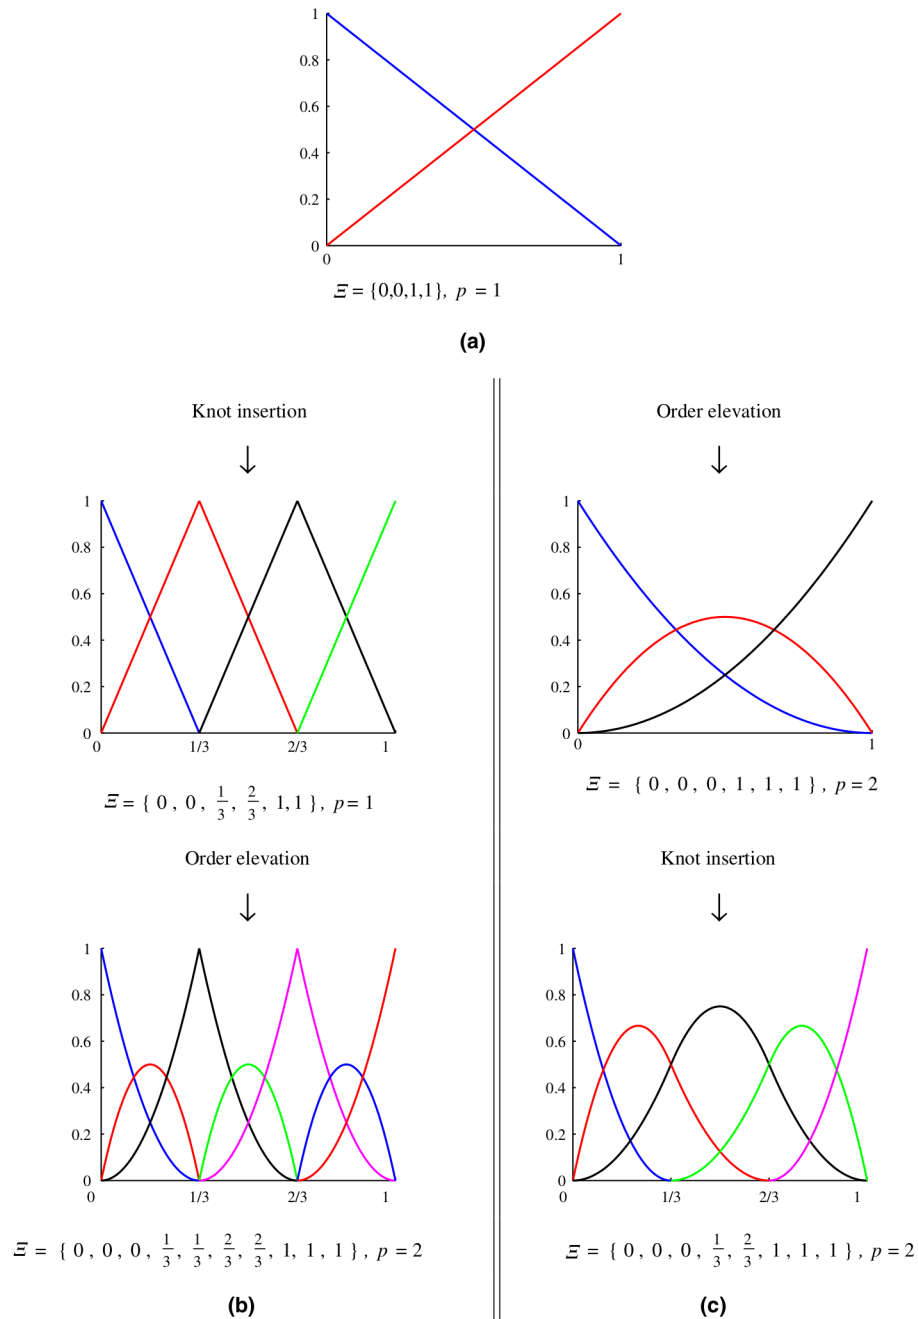 1
0.8
0.6
0.4
0.2
0
0 1
Ξ = {0,0,1,1}, p = 1
(a)
Knot insertion
↓
1
0.8
0.6
0.4
0.2
0
0 1/3 2/3 1
Ξ = { 0 , 0 , 1/3 , 2/3 , 1,1 }, p = 1
Order elevation
↓
1
0.8
0.6
0.4
0.2
0
0 1/3 2/3 1
Ξ = { 0 , 0 , 0 , 1/3 , 1/3 , 2/3 , 2/3 , 1 , 1 , 1 }, p = 2
(b)
Order elevation
↓
1
0.8
0.6
0.4
0.2
0
0 1
Ξ = { 0 , 0 , 0 , 1 , 1 , 1 }, p = 2
Knot insertion
↓
1
0.8
0.6
0.4
0.2
0
0 1/3 2/3 1
Ξ = { 0 , 0 , 0 , 1/3 , 2/3 , 1 , 1 , 1 }, p = 2
(c)